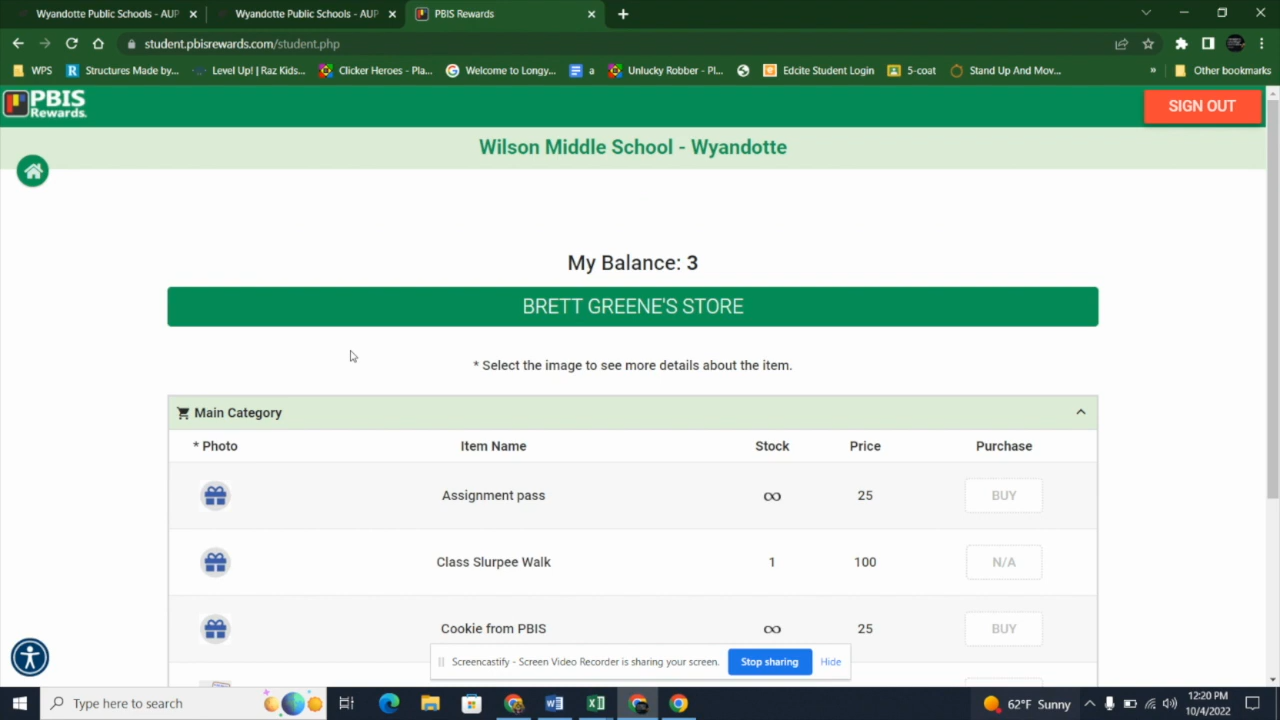 Wyandotte Public Schools - AUP
Wyandotte Public Schools - AUP
PBIS Rewards
student.pbisrewards.com/student.php
WPS
Structures Made by...
Level Up! | Raz Kids...
Clicker Heroes - Pla...
Welcome to Longy...
a
Unlucky Robber - Pl...
Edcite Student Login
5-coat
Stand Up And Mov...
»
Other bookmarks
PBIS
Rewards.
SIGN OUT
Wilson Middle School - Wyandotte
My Balance: 3
BRETT GREENE'S STORE
* Select the image to see more details about the item.
Main Category
* Photo Item Name Stock Price Purchase
Assignment pass ∞ 25 BUY
Class Slurpee Walk 1 100 N/A
Cookie from PBIS ∞ 25 BUY
Screencastify - Screen Video Recorder is sharing your screen. Stop sharing Hide
Type here to search
62°F Sunny
12:20 PM
10/4/2022